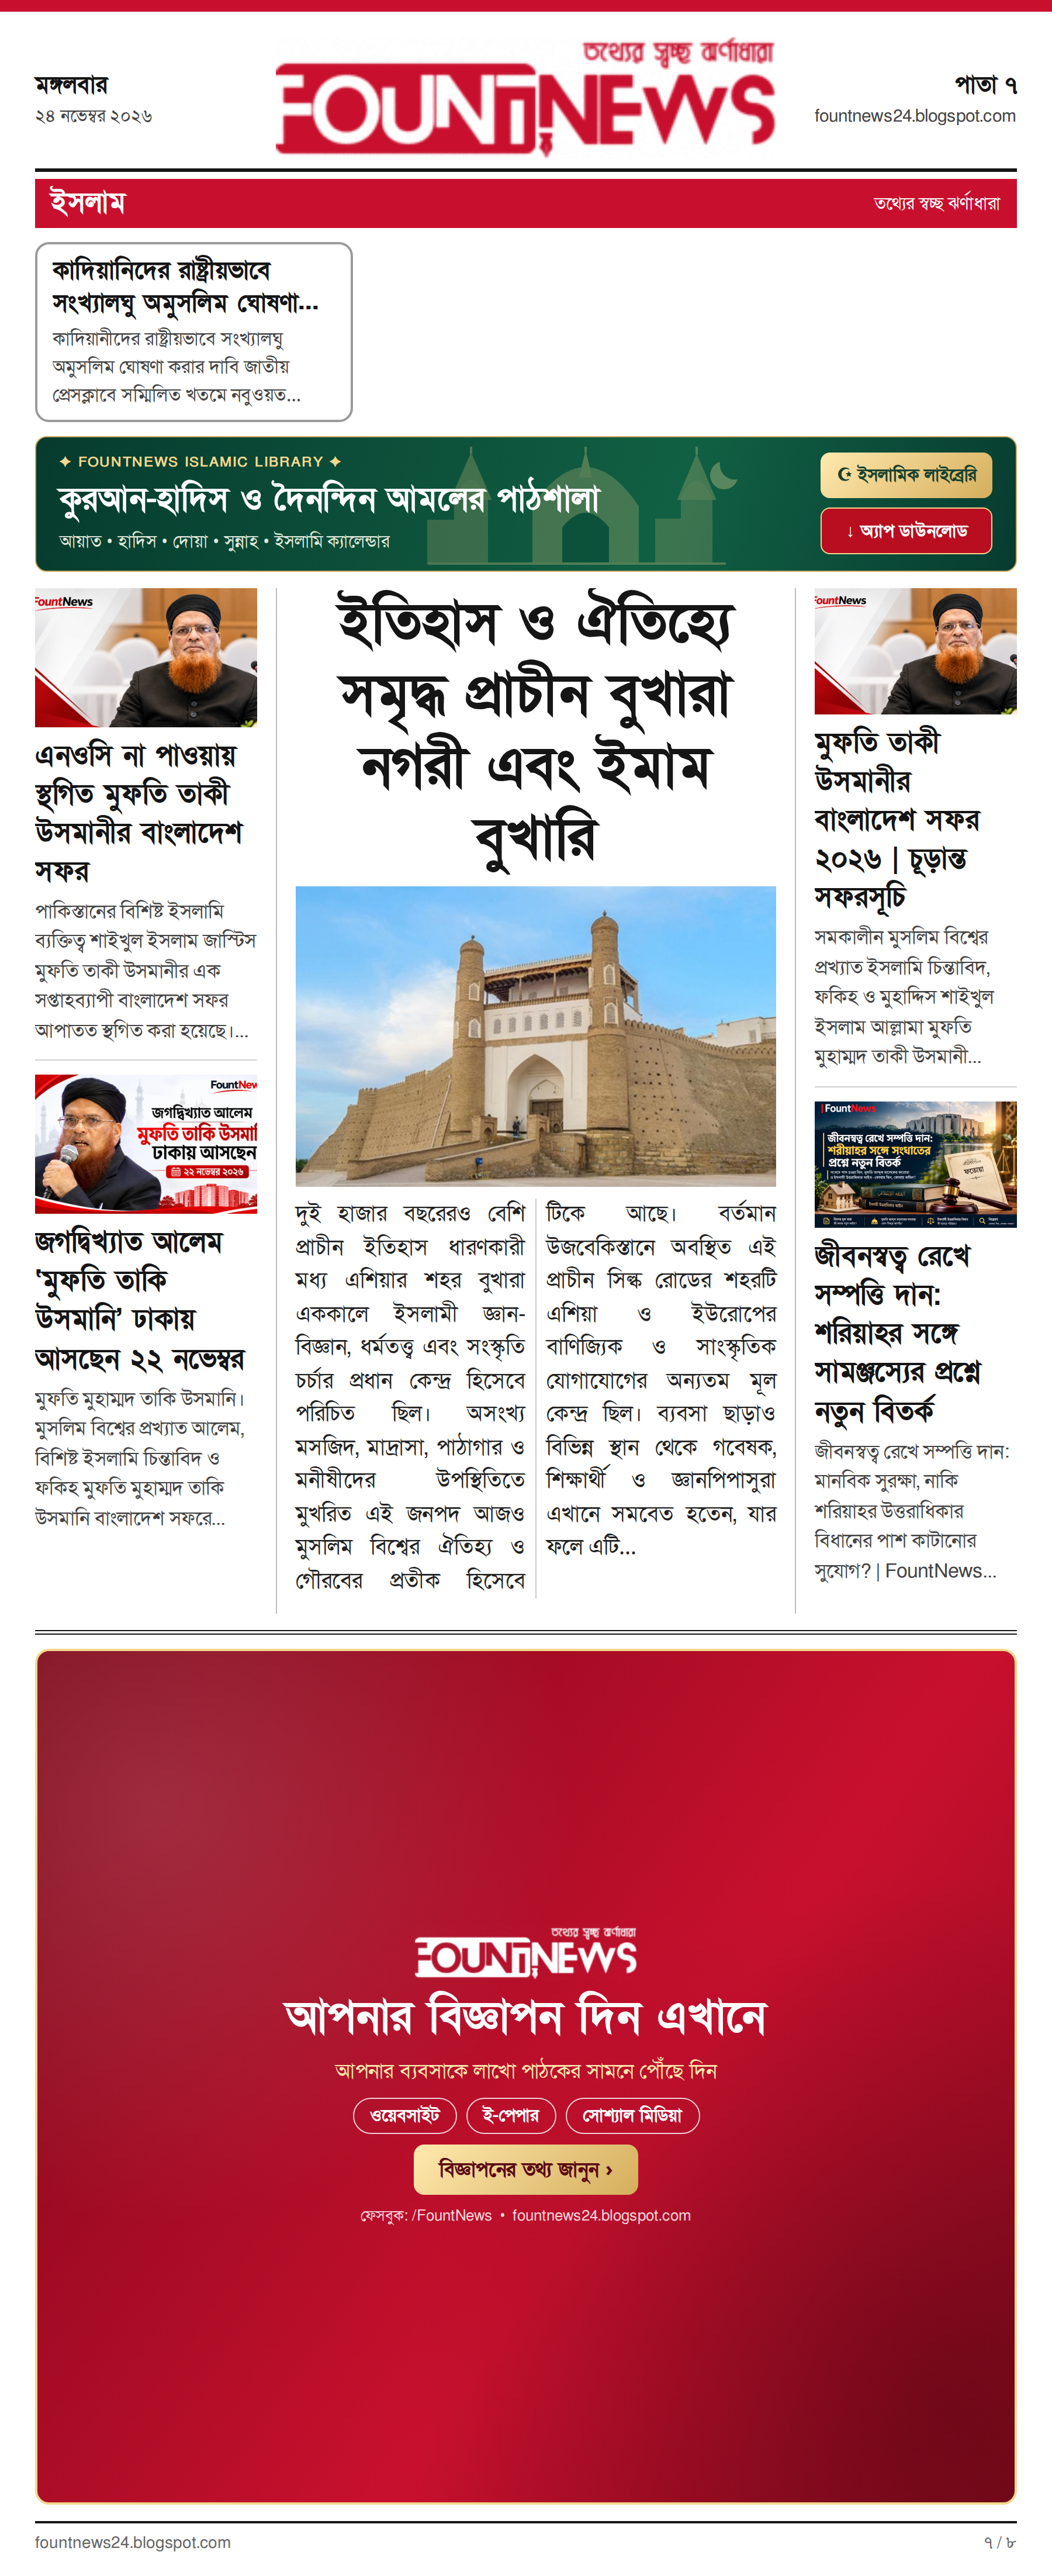 মঙ্গলবার
২৪ নভেম্বর ২০২৬
তথ্যের স্বচ্ছ ঝর্ণাধারা
FOUNTNEWS
পাতা ৭
fountnews24.blogspot.com
ইসলাম
তথ্যের স্বচ্ছ ঝর্ণাধারা
কাদিয়ানিদের রাষ্ট্রীয়ভাবে
সংখ্যালঘু অমুসলিম ঘোষণা...
কাদিয়ানীদের রাষ্ট্রীয়ভাবে সংখ্যালঘু
অমুসলিম ঘোষণা করার দাবি জাতীয়
প্রেসক্লাবে সম্মিলিত খতমে নবুওয়ত...
✦ FOUNTNEWS ISLAMIC LIBRARY ✦
কুরআন-হাদিস ও দৈনন্দিন আমলের পাঠশালা
আয়াত • হাদিস • দোয়া • সুন্নাহ • ইসলামি ক্যালেন্ডার
☪ ইসলামিক লাইব্রেরি
↓ অ্যাপ ডাউনলোড
FountNews
এনওসি না পাওয়ায়
স্থগিত মুফতি তাকী
উসমানীর বাংলাদেশ
সফর
পাকিস্তানের বিশিষ্ট ইসলামি
ব্যক্তিত্ব শাইখুল ইসলাম জাস্টিস
মুফতি তাকী উসমানীর এক
সপ্তাহব্যাপী বাংলাদেশ সফর
আপাতত স্থগিত করা হয়েছে।...
FountNew
জগদ্বিখ্যাত আলেম
মুফতি তাকি উসমানি
ঢাকায় আসছেন
২২ নভেম্বর ২০২৬
জগদ্বিখ্যাত আলেম
‘মুফতি তাকি
উসমানি’ ঢাকায়
আসছেন ২২ নভেম্বর
মুফতি মুহাম্মদ তাকি উসমানি।
মুসলিম বিশ্বের প্রখ্যাত আলেম,
বিশিষ্ট ইসলামি চিন্তাবিদ ও
ফকিহ মুফতি মুহাম্মদ তাকি
উসমানি বাংলাদেশ সফরে...
ইতিহাস ও ঐতিহ্যে
সমৃদ্ধ প্রাচীন বুখারা
নগরী এবং ইমাম
বুখারি
দুই হাজার বছরেরও বেশি
প্রাচীন ইতিহাস ধারণকারী
মধ্য এশিয়ার শহর বুখারা
এককালে ইসলামী জ্ঞান-
বিজ্ঞান, ধর্মতত্ত্ব এবং সংস্কৃতি
চর্চার প্রধান কেন্দ্র হিসেবে
পরিচিত ছিল। অসংখ্য
মসজিদ, মাদ্রাসা, পাঠাগার ও
মনীষীদের উপস্থিতিতে
মুখরিত এই জনপদ আজও
মুসলিম বিশ্বের ঐতিহ্য ও
গৌরবের প্রতীক হিসেবে
টিকে আছে। বর্তমান
উজবেকিস্তানে অবস্থিত এই
প্রাচীন সিল্ক রোডের শহরটি
এশিয়া ও ইউরোপের
বাণিজ্যিক ও সাংস্কৃতিক
যোগাযোগের অন্যতম মূল
কেন্দ্র ছিল। ব্যবসা ছাড়াও
বিভিন্ন স্থান থেকে গবেষক,
শিক্ষার্থী ও জ্ঞানপিপাসুরা
এখানে সমবেত হতেন, যার
ফলে এটি...
FountNews
মুফতি তাকী
উসমানীর
বাংলাদেশ সফর
২০২৬ | চূড়ান্ত
সফরসূচি
সমকালীন মুসলিম বিশ্বের
প্রখ্যাত ইসলামি চিন্তাবিদ,
ফকিহ ও মুহাদ্দিস শাইখুল
ইসলাম আল্লামা মুফতি
মুহাম্মদ তাকী উসমানী...
FountNews
জীবনস্বত্ব রেখে সম্পত্তি দান:
শরীয়াহর সঙ্গে সংঘাতের
প্রশ্নে নতুন বিতর্ক
ফতোয়া
জীবনস্বত্ব রেখে
সম্পত্তি দান:
শরিয়াহর সঙ্গে
সামঞ্জস্যের প্রশ্নে
নতুন বিতর্ক
জীবনস্বত্ব রেখে সম্পত্তি দান:
মানবিক সুরক্ষা, নাকি
শরিয়াহর উত্তরাধিকার
বিধানের পাশ কাটানোর
সুযোগ? | FountNews...
তথ্যের স্বচ্ছ ঝর্ণাধারা
FOUNTNEWS
আপনার বিজ্ঞাপন দিন এখানে
আপনার ব্যবসাকে লাখো পাঠকের সামনে পৌঁছে দিন
ওয়েবসাইট
ই-পেপার
সোশ্যাল মিডিয়া
বিজ্ঞাপনের তথ্য জানুন ›
ফেসবুক: /FountNews • fountnews24.blogspot.com
fountnews24.blogspot.com
৭ / ৮